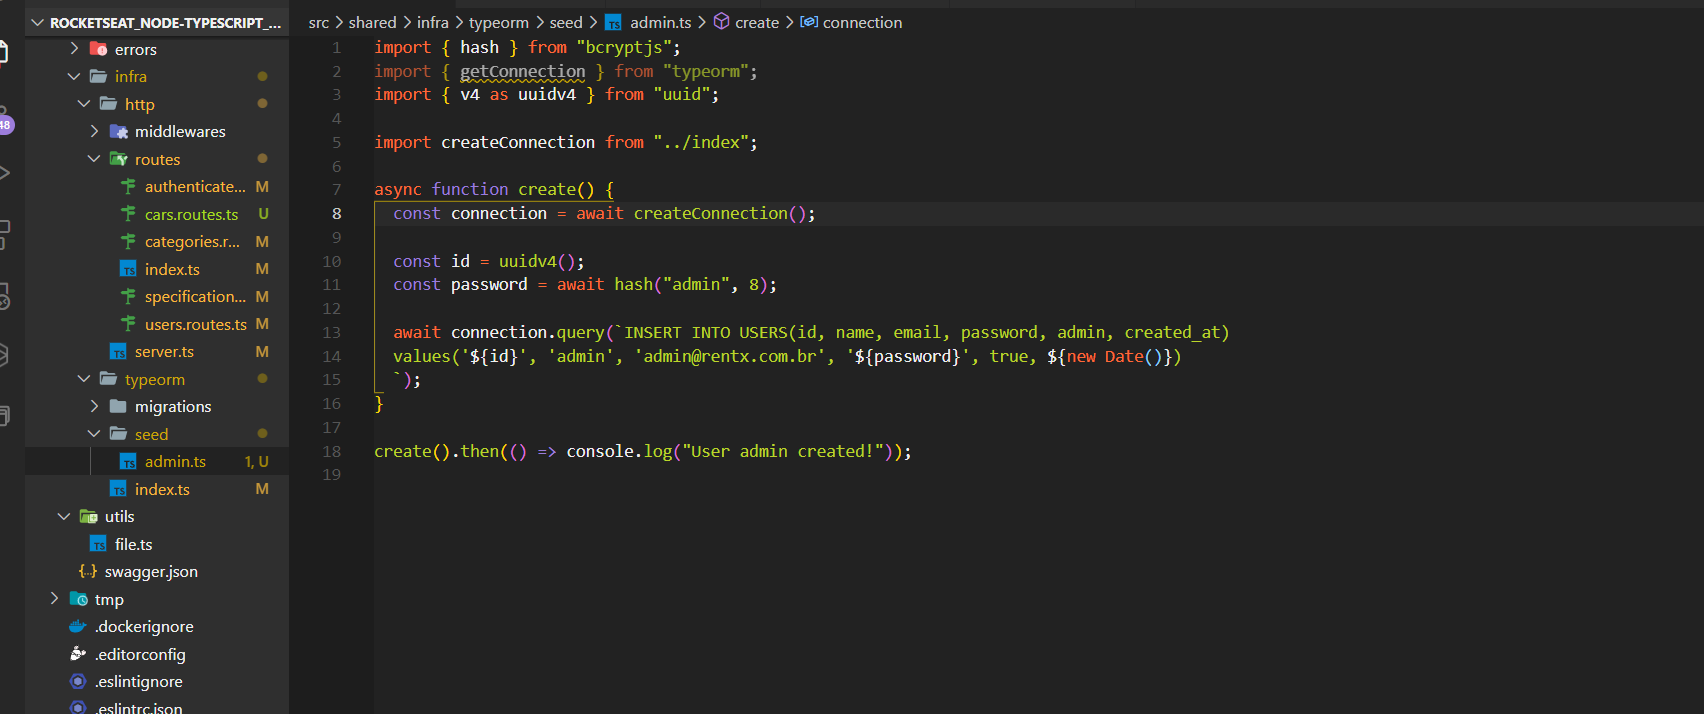 ROCKETSEAT_NODE-TYPESCRIPT_...
errors
infra
http
middlewares
routes
authenticate... M
cars.routes.ts U
categories.r... M
index.ts M
specification... M
users.routes.ts M
server.ts M
typeorm
migrations
seed
admin.ts 1, U
index.ts M
utils
file.ts
swagger.json
tmp
.dockerignore
.editorconfig
.eslintignore
.eslintrc.json
48
src > shared > infra > typeorm > seed > TS admin.ts > create > connection
1 import { hash } from "bcryptjs";
2 import { getConnection } from "typeorm";
3 import { v4 as uuidv4 } from "uuid";
4
5 import createConnection from "../index";
6
7 async function create() {
8 const connection = await createConnection();
9
10 const id = uuidv4();
11 const password = await hash("admin", 8);
12
13 await connection.query(`INSERT INTO USERS(id, name, email, password, admin, created_at)
14 values('${id}', 'admin', 'admin@rentx.com.br', '${password}', true, ${new Date()})
15 `);
16 }
17
18 create().then(() => console.log("User admin created!"));
19